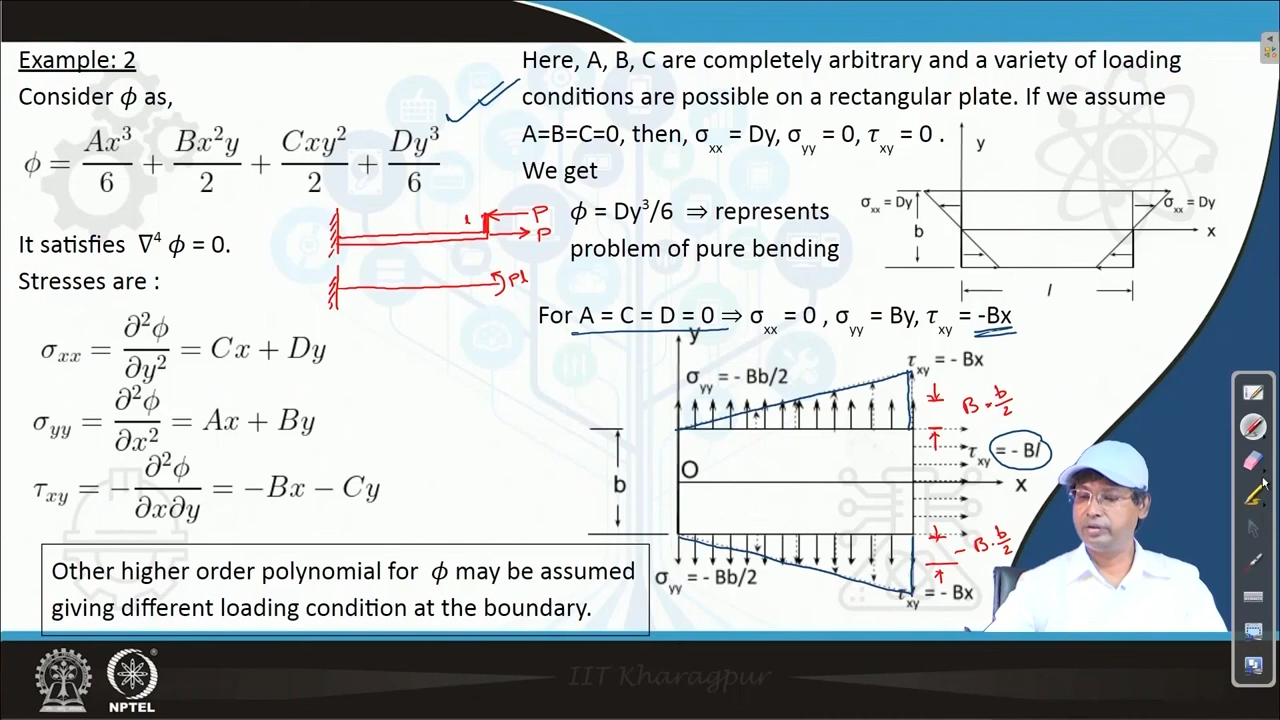 Example: 2
Consider ϕ as,
ϕ = Ax³/6 + Bx²y/2 + Cxy²/2 + Dy³/6
It satisfies ∇⁴ ϕ = 0.
Stresses are :
σxx = ∂²ϕ/∂y² = Cx + Dy
σyy = ∂²ϕ/∂x² = Ax + By
τxy = −∂²ϕ/∂x∂y = −Bx − Cy
Other higher order polynomial for ϕ may be assumed
giving different loading condition at the boundary.
P
P
Pl
Here, A, B, C are completely arbitrary and a variety of loading
conditions are possible on a rectangular plate. If we assume
A=B=C=0, then, σxx = Dy, σyy = 0, τxy = 0 .
We get
ϕ = Dy³/6 ⇒ represents
problem of pure bending
y
σxx = Dy
σxx = Dy
b
x
l
For A = C = D = 0 ⇒ σxx = 0 , σyy = By, τxy = -Bx
y
τxy = - Bx
σyy = - Bb/2
B · b/2
τxy = - Bl
O
b
x
- B · b/2
σyy = - Bb/2
τxy = - Bx
IIT Kharagpur
NPTEL